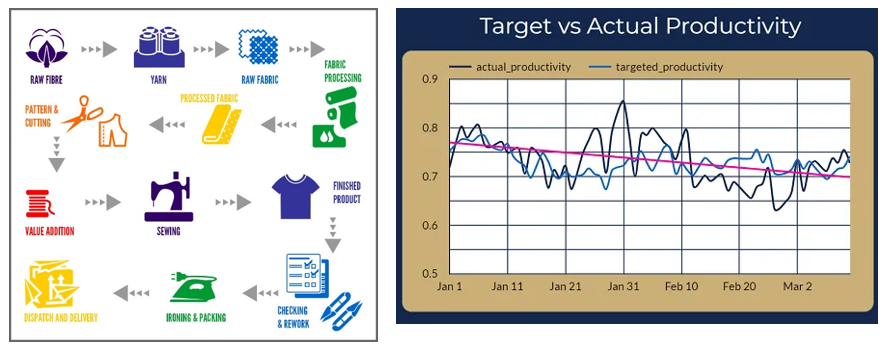 RAW FIBRE
YARN
RAW FABRIC
FABRIC
PROCESSING
PROCESSED FABRIC
PATTERN &
CUTTING
VALUE ADDITION
SEWING
FINISHED
PRODUCT
CHECKING
& REWORK
IRONING & PACKING
DISPATCH AND DELIVERY
Target vs Actual Productivity
actual_productivity targeted_productivity
0.9
0.8
0.7
0.6
0.5
Jan 1 Jan 11 Jan 21 Jan 31 Feb 10 Feb 20 Mar 2